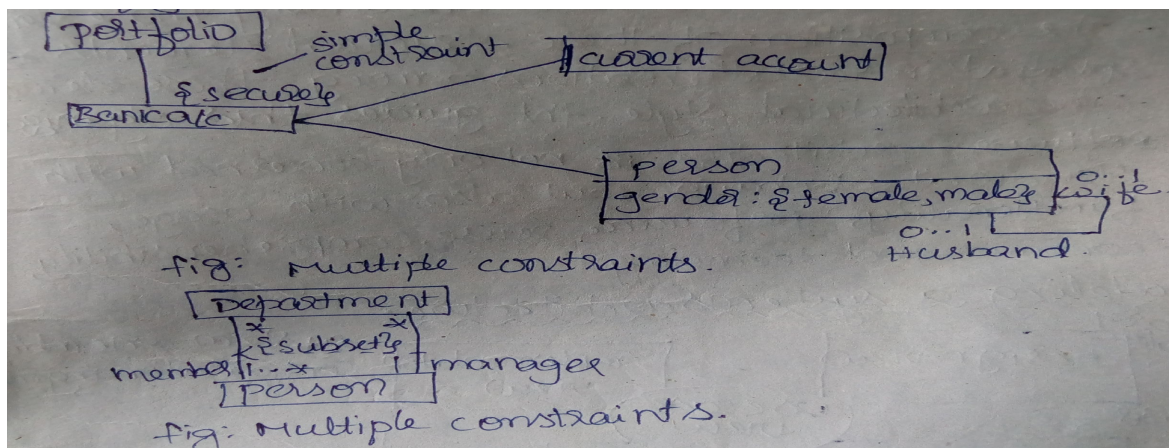 portfolio
simple
constraint
current account
{secure}
Bank a/c
person
gender : {female, male}
0..1
wife
0...1
Husband.
fig: Multiple constraints.
Department
* *
{subset}
member 1...* 1 manager
person
fig: Multiple constraints.